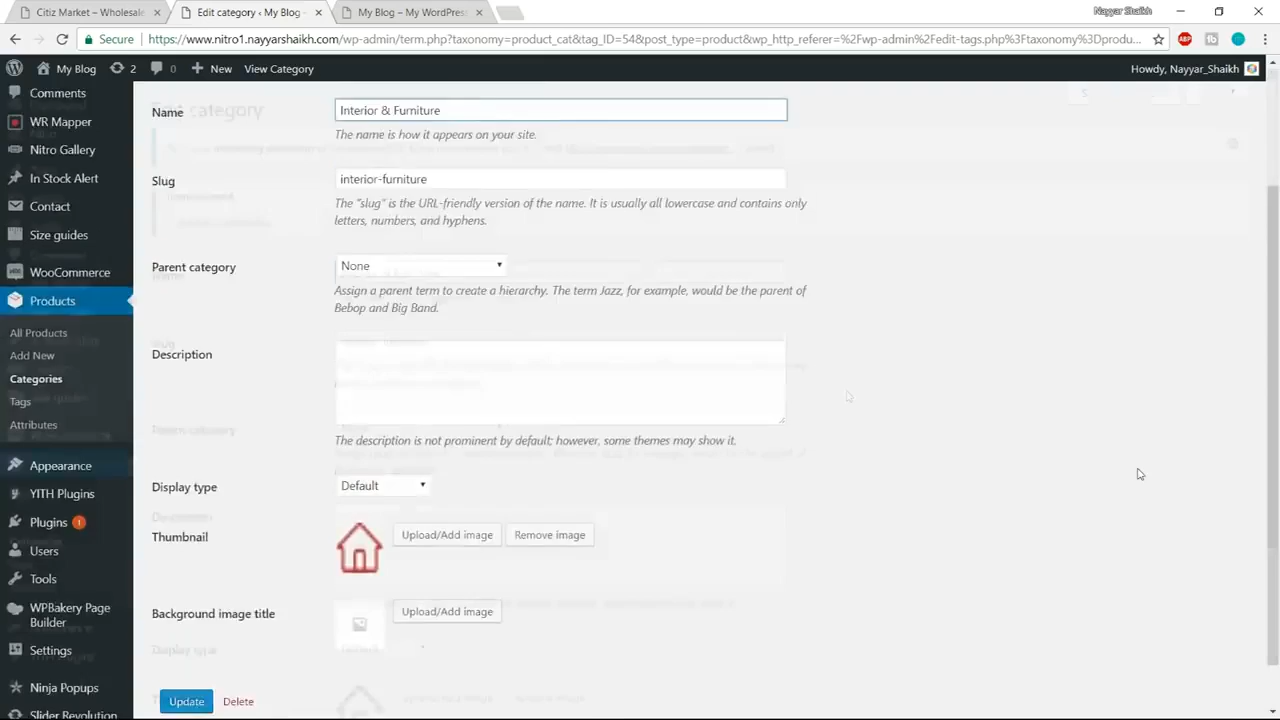 Citiz Market – Wholesale
Edit category ‹ My Blog –
My Blog – My WordPress
Nayyar Shaikh
Secure
https://www.nitro1.nayyarshaikh.com/wp-admin/term.php?taxonomy=product_cat&tag_ID=54&post_type=product&wp_http_referer=%2Fwp-admin%2Fedit-tags.php%3Ftaxonomy%3Dprodu...
My Blog
2
0
New
View Category
Howdy, Nayyar_Shaikh
Comments
WR Mapper
Nitro Gallery
In Stock Alert
Contact
Size guides
WooCommerce
Products
All Products
Add New
Categories
Tags
Attributes
Appearance
YITH Plugins
Plugins 1
Users
Tools
WPBakery Page
Builder
Settings
Ninja Popups
Slider Revolution
Edit category
Name
Interior & Furniture
The name is how it appears on your site.
Slug
interior-furniture
The "slug" is the URL-friendly version of the name. It is usually all lowercase and contains only
letters, numbers, and hyphens.
Parent category
None
Assign a parent term to create a hierarchy. The term Jazz, for example, would be the parent of
Bebop and Big Band.
Description
The description is not prominent by default; however, some themes may show it.
Display type
Default
Thumbnail
Upload/Add image
Remove image
Background image title
Upload/Add image
Display type
Update
Delete